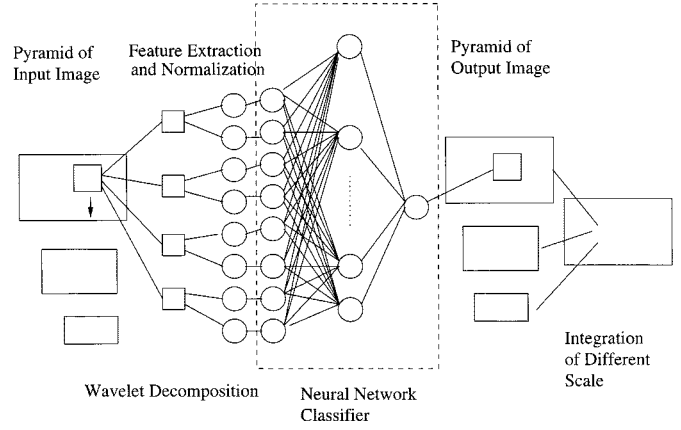 Pyramid of
Input Image
Feature Extraction
and Normalization
Pyramid of
Output Image
Wavelet Decomposition
Neural Network
Classifier
Integration
of Different
Scale